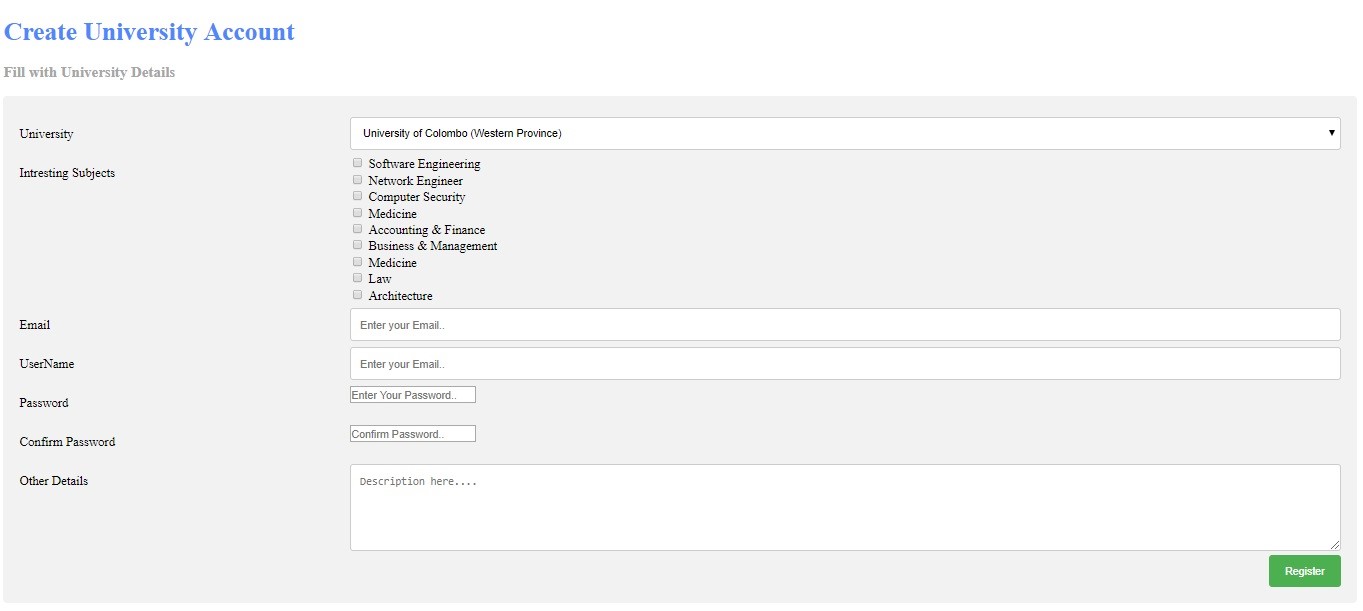 Create University Account
Fill with University Details
University
University of Colombo (Western Province)
Intresting Subjects
Software Engineering
Network Engineer
Computer Security
Medicine
Accounting & Finance
Business & Management
Medicine
Law
Architecture
Email
Enter your Email..
UserName
Enter your Email..
Password
Enter Your Password..
Confirm Password
Confirm Password..
Other Details
Description here....
Register